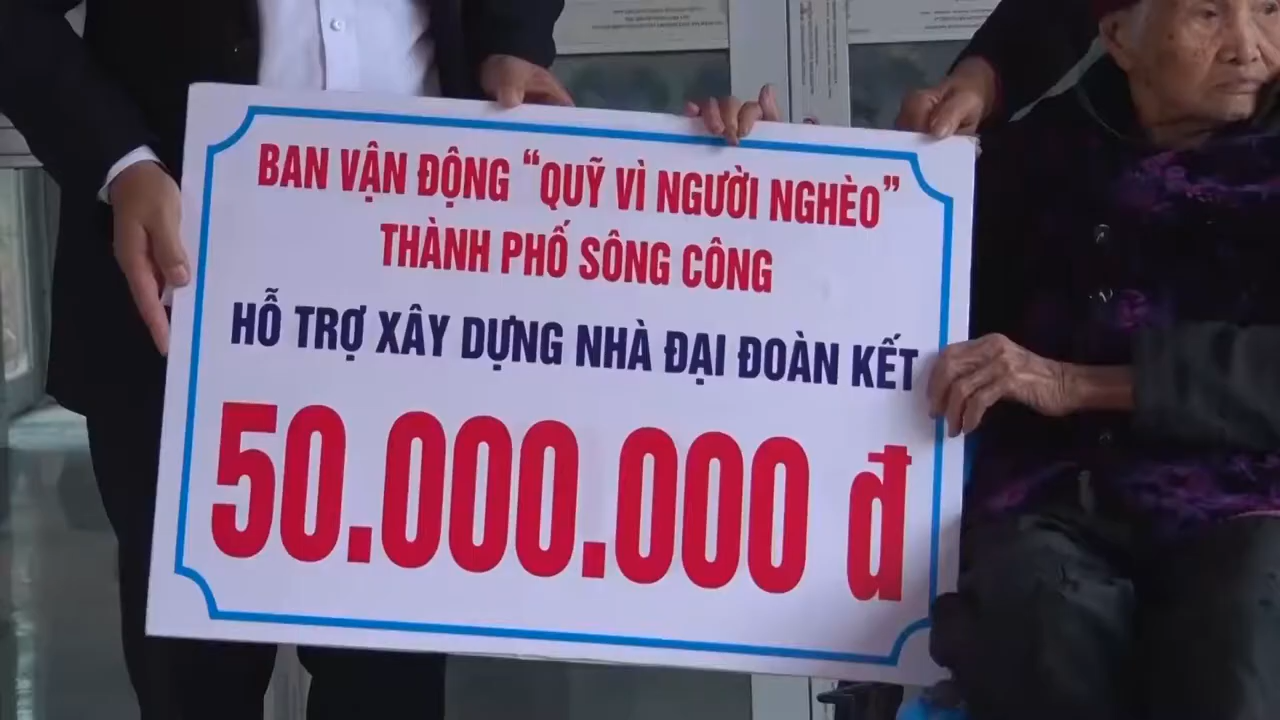 BAN VẬN ĐỘNG “QUỸ VÌ NGƯỜI NGHÈO”
THÀNH PHỐ SÔNG CÔNG
HỖ TRỢ XÂY DỰNG NHÀ ĐẠI ĐOÀN KẾT
50.000.000 đ